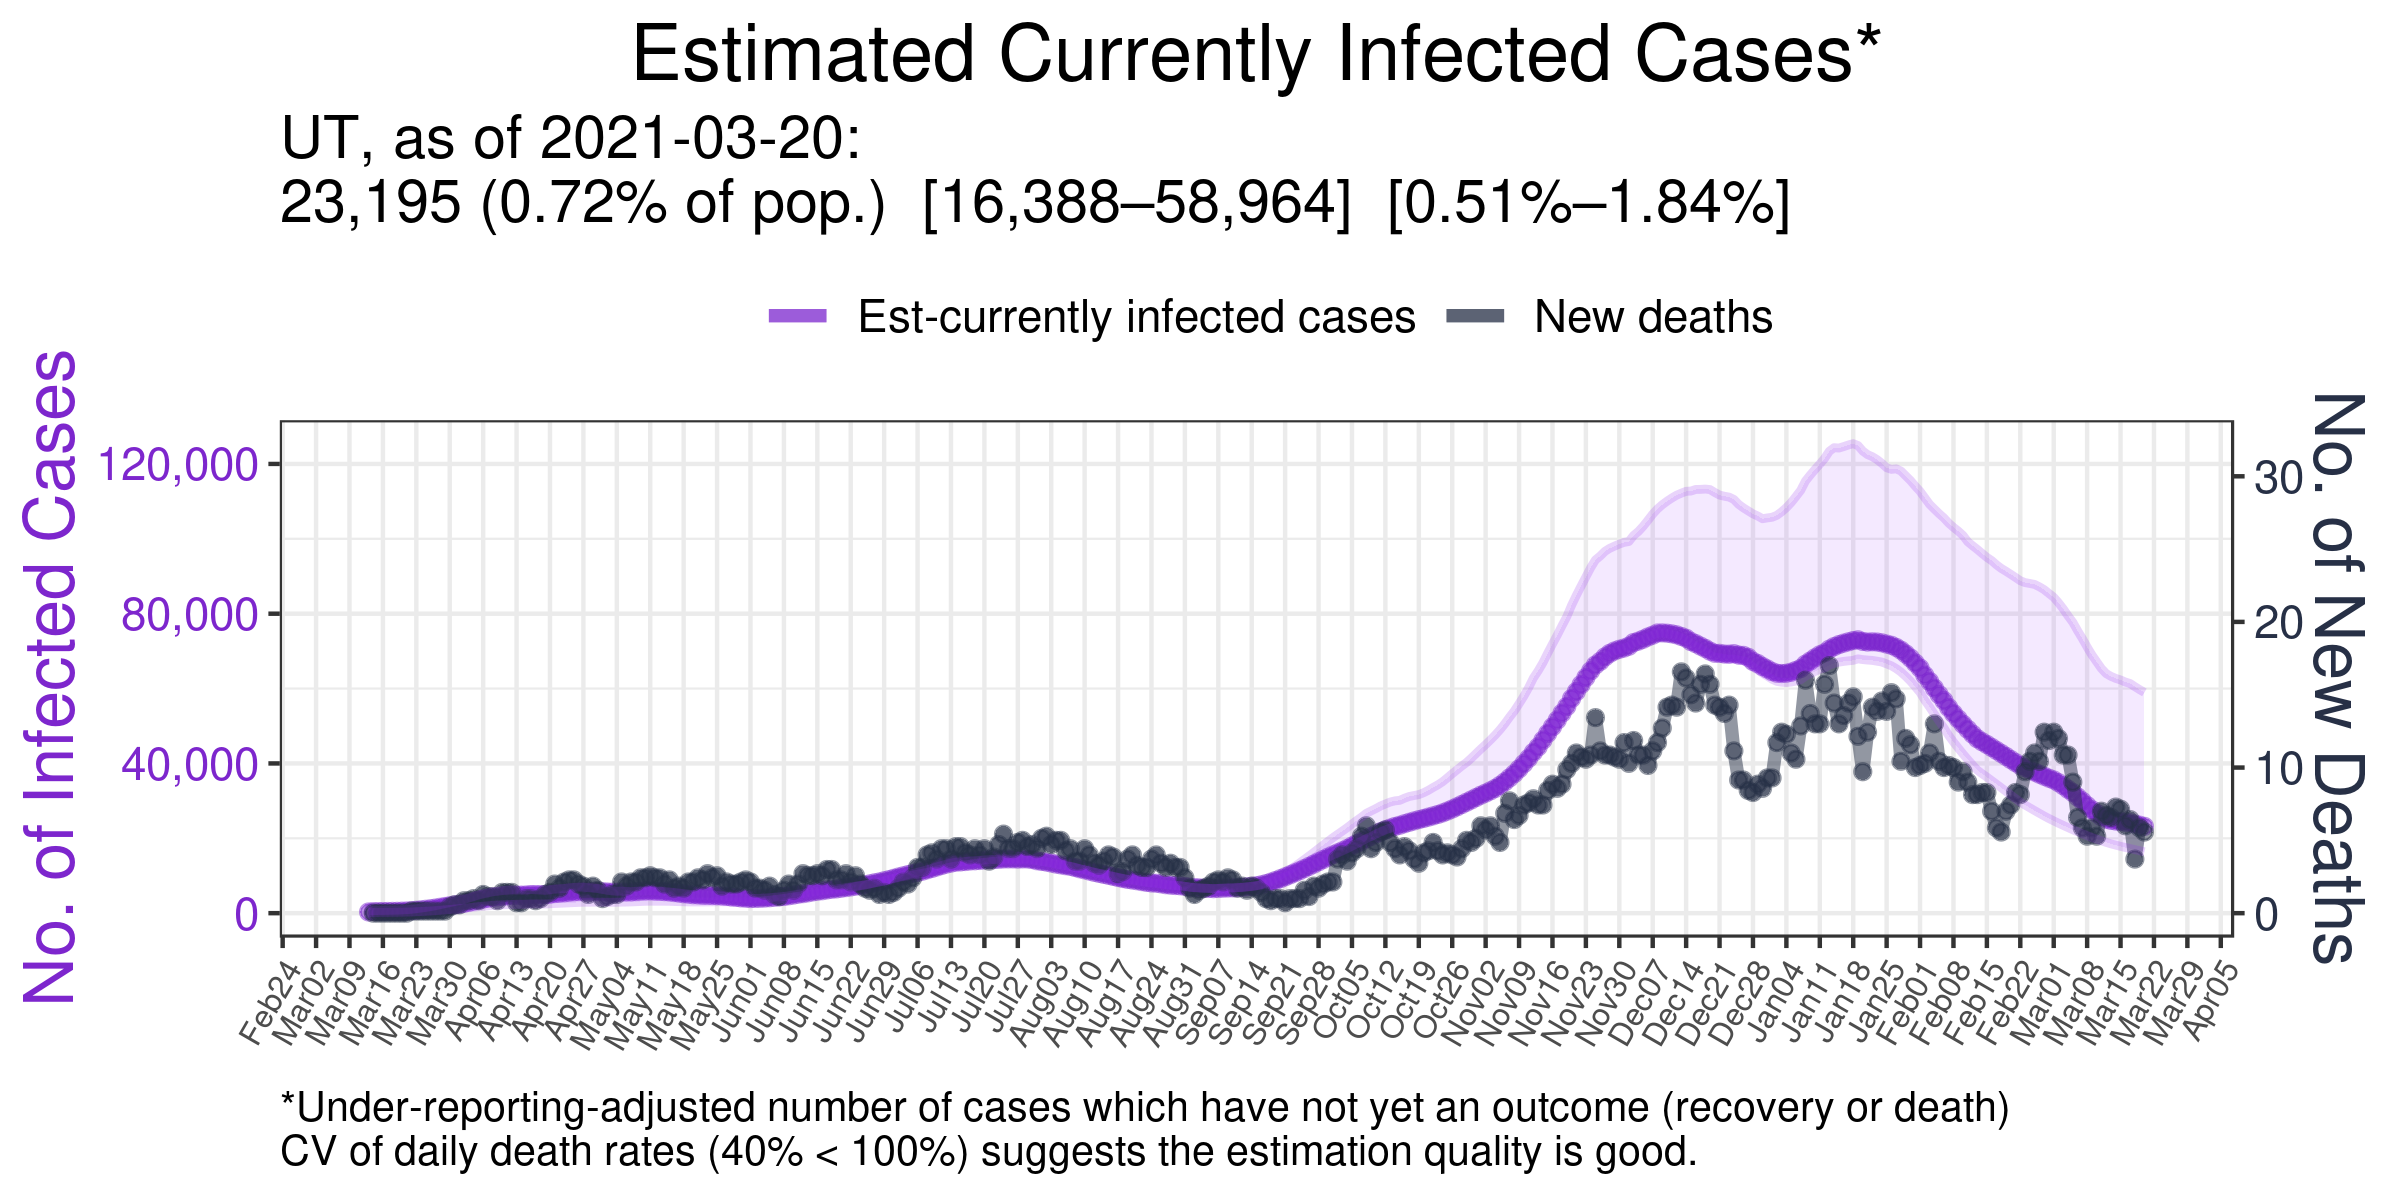 Estimated Currently Infected Cases*
UT, as of 2021-03-20:
23,195 (0.72% of pop.) [16,388–58,964] [0.51%–1.84%]
Est-currently infected cases
New deaths
No. of Infected Cases
120,000
80,000
40,000
0
30
20
10
0
No. of New Deaths
Feb24
Mar02
Mar09
Mar16
Mar23
Mar30
Apr06
Apr13
Apr20
Apr27
May04
May11
May18
May25
Jun01
Jun08
Jun15
Jun22
Jun29
Jul06
Jul13
Jul20
Jul27
Aug03
Aug10
Aug17
Aug24
Aug31
Sep07
Sep14
Sep21
Sep28
Oct05
Oct12
Oct19
Oct26
Nov02
Nov09
Nov16
Nov23
Nov30
Dec07
Dec14
Dec21
Dec28
Jan04
Jan11
Jan18
Jan25
Feb01
Feb08
Feb15
Feb22
Mar01
Mar08
Mar15
Mar22
Mar29
Apr05
*Under-reporting-adjusted number of cases which have not yet an outcome (recovery or death)
CV of daily death rates (40% < 100%) suggests the estimation quality is good.